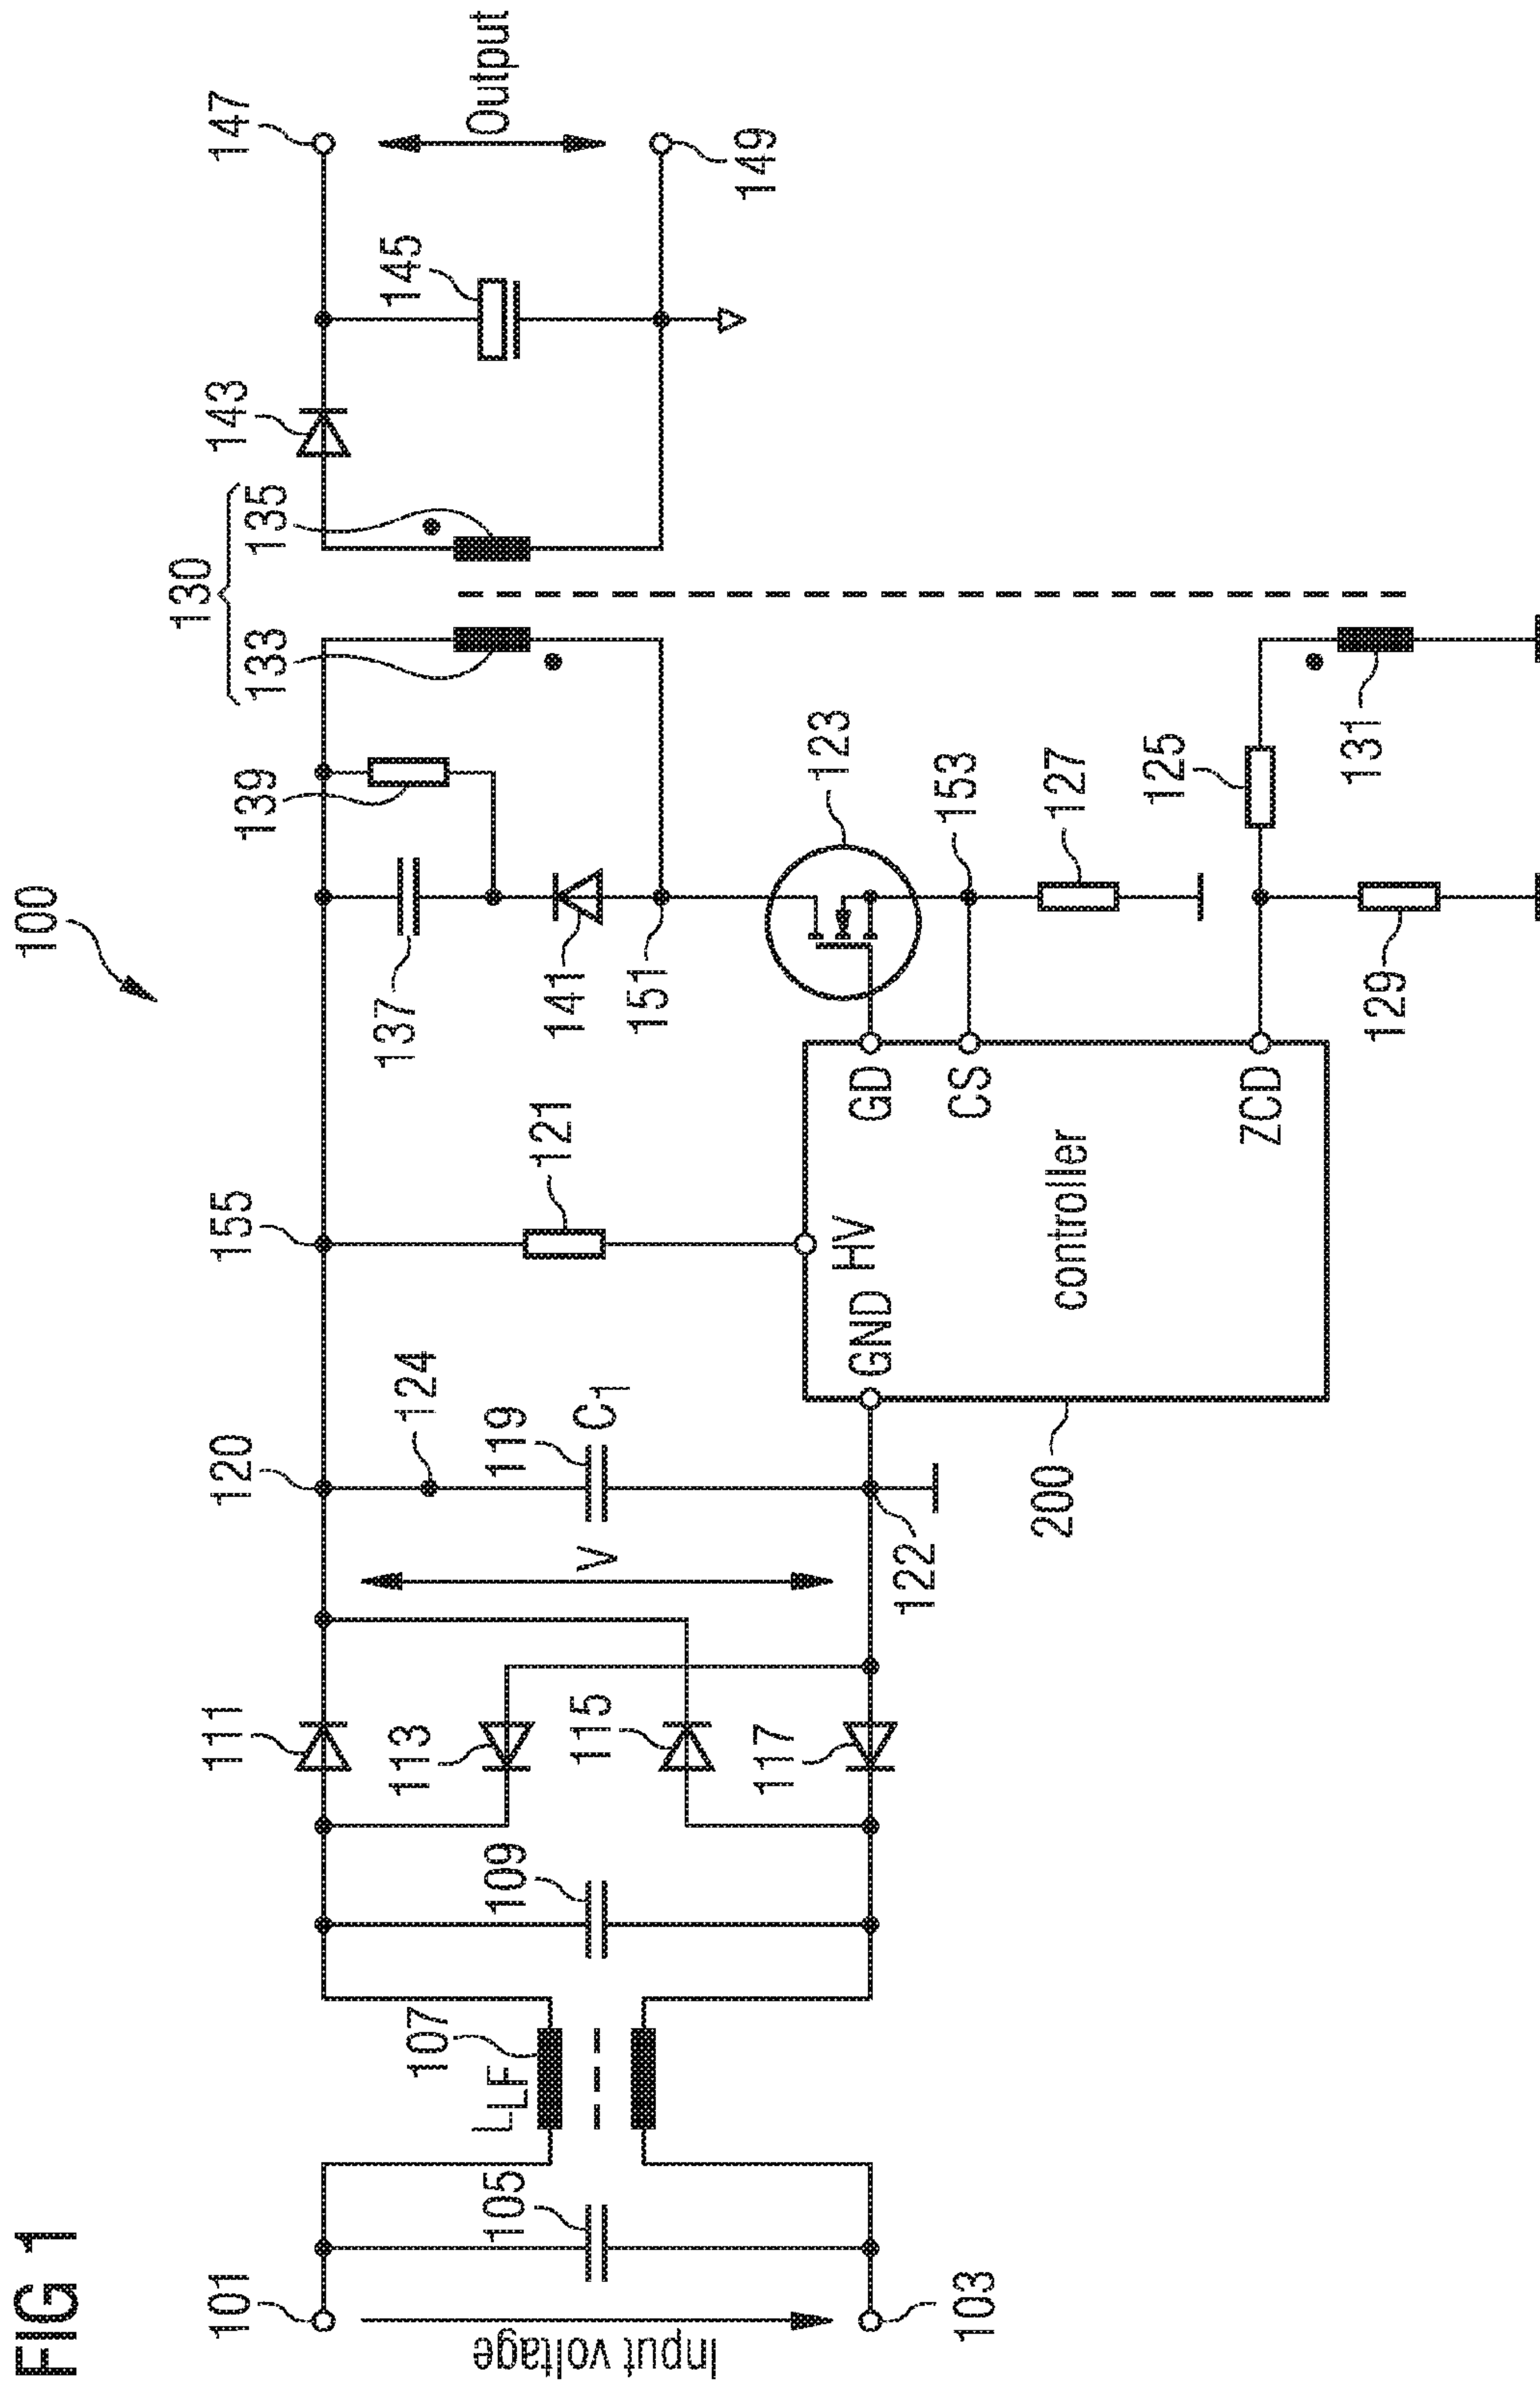 FIG 1
100
101
Input voltage
103
105
L_LF
107
109
111
113
115
117
V
120
124
119
C1
122
155
121
200
GND
HV
controller
GD
CS
ZCD
137
139
141
151
123
153
127
125
129
131
130
133
135
143
145
147
Output
149